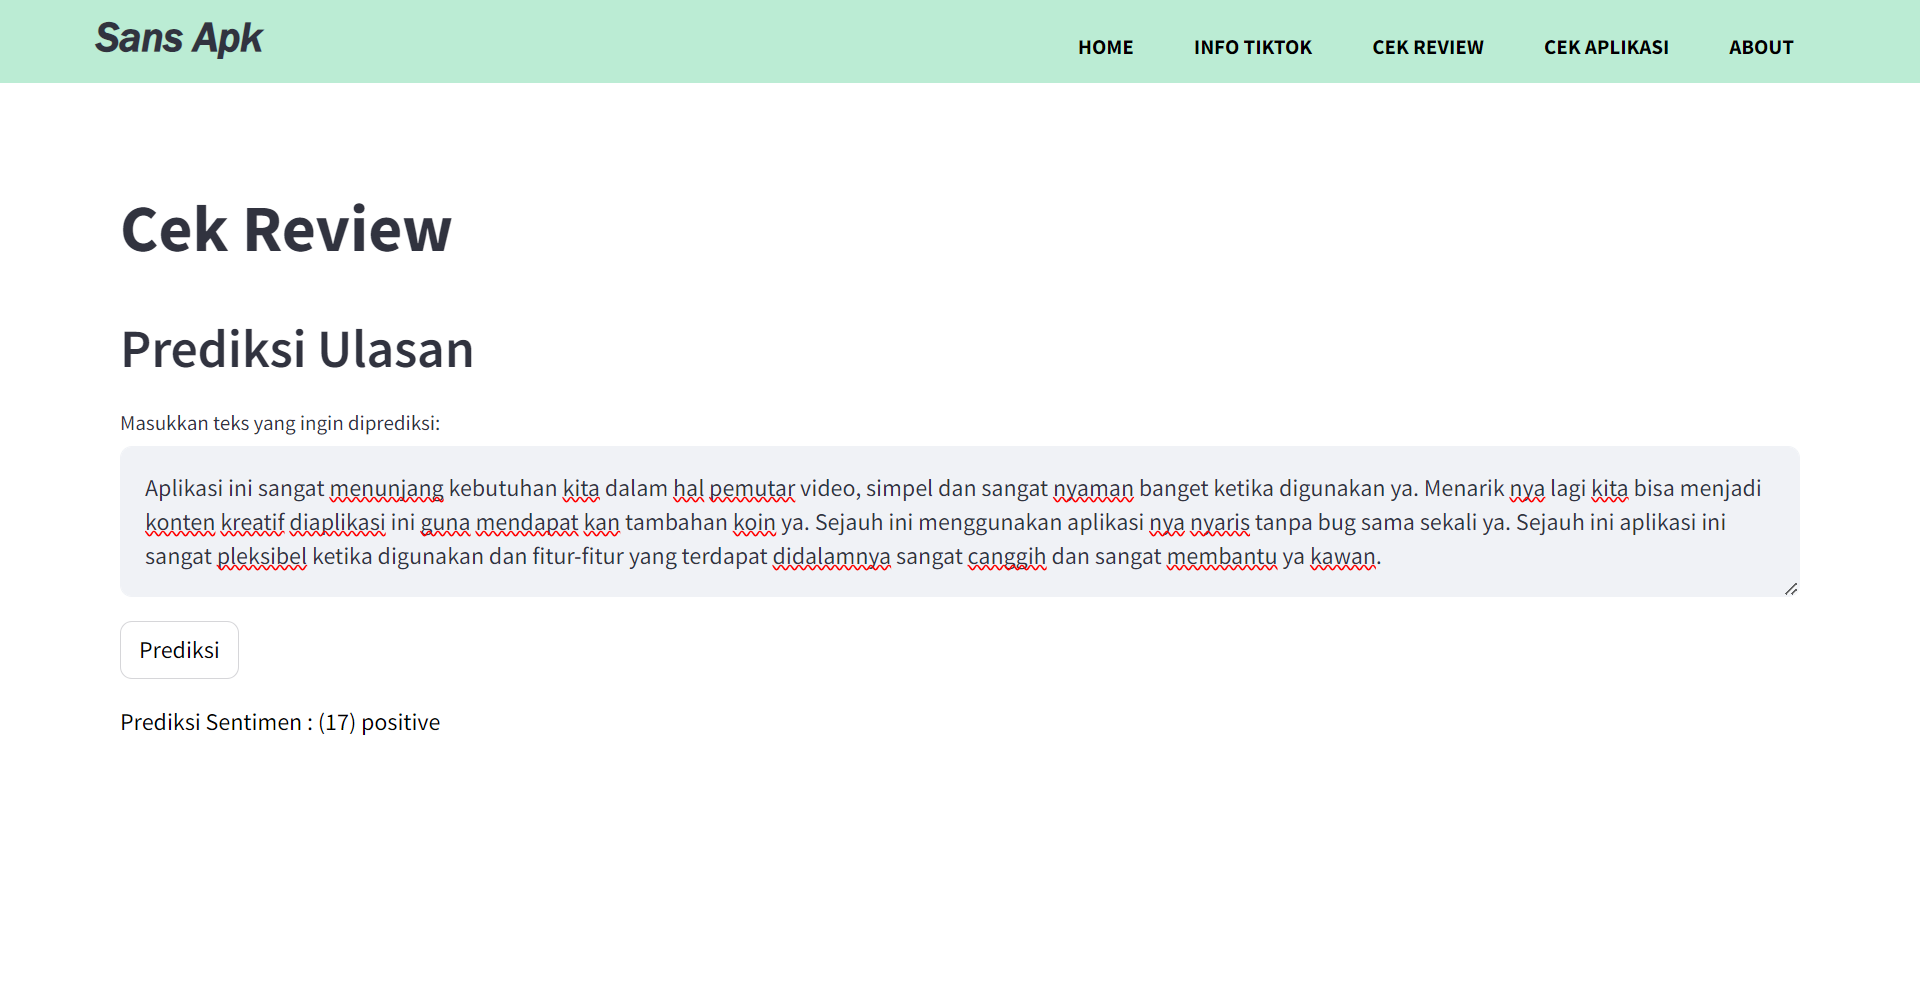 Sans Apk
HOME INFO TIKTOK CEK REVIEW CEK APLIKASI ABOUT
Cek Review
Prediksi Ulasan
Masukkan teks yang ingin diprediksi:
Aplikasi ini sangat menunjang kebutuhan kita dalam hal pemutar video, simpel dan sangat nyaman banget ketika digunakan ya. Menarik nya lagi kita bisa menjadi
konten kreatif diaplikasi ini guna mendapat kan tambahan koin ya. Sejauh ini menggunakan aplikasi nya nyaris tanpa bug sama sekali ya. Sejauh ini aplikasi ini
sangat pleksibel ketika digunakan dan fitur-fitur yang terdapat didalamnya sangat canggih dan sangat membantu ya kawan.
Prediksi
Prediksi Sentimen : (17) positive